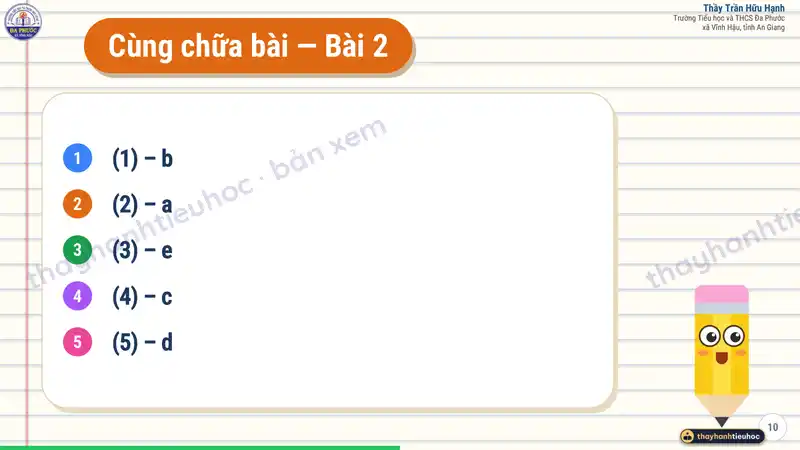 ĐA PHƯỚC
Thầy Trần Hữu Hạnh
Trường Tiểu học và THCS Đa Phước
xã Vĩnh Hậu, tỉnh An Giang
Cùng chữa bài – Bài 2
1 (1) – b
2 (2) – a
3 (3) – e
4 (4) – c
5 (5) – d
thayhanhtieuhoc · bản xem
thayhanhtieuhoc
thayhanhtieuhoc
10